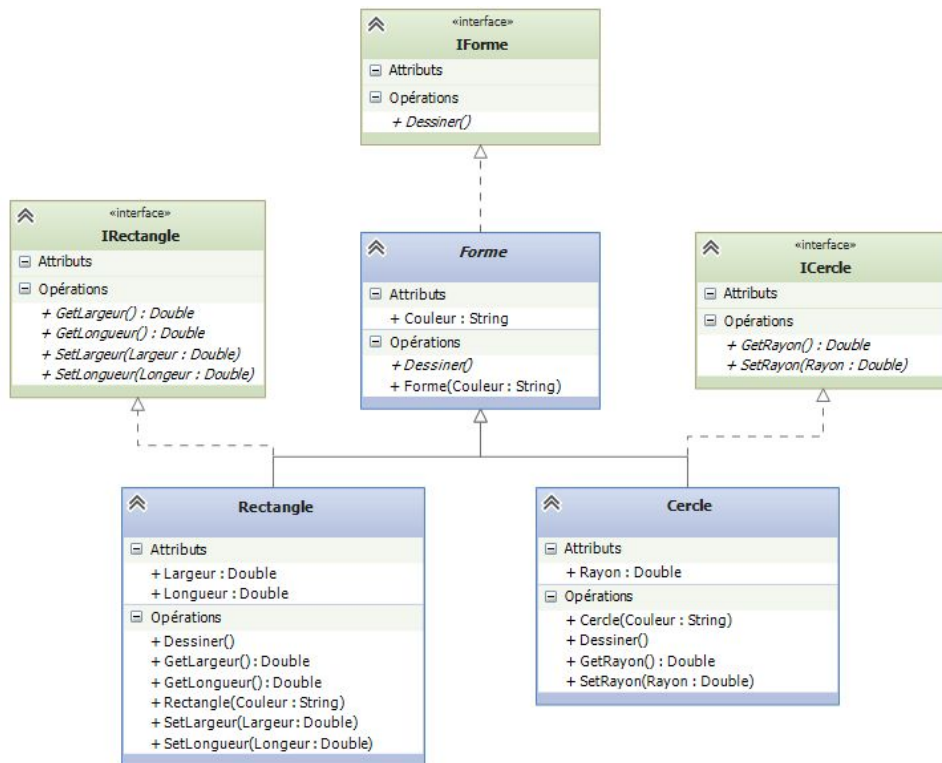 «interface»
IForme
Attributs
Opérations
+ Dessiner()
«interface»
IRectangle
Attributs
Opérations
+ GetLargeur() : Double
+ GetLongueur() : Double
+ SetLargeur(Largeur : Double)
+ SetLongueur(Longeur : Double)
Forme
Attributs
+ Couleur : String
Opérations
+ Dessiner()
+ Forme(Couleur : String)
«interface»
ICercle
Attributs
Opérations
+ GetRayon() : Double
+ SetRayon(Rayon : Double)
Rectangle
Attributs
+ Largeur : Double
+ Longueur : Double
Opérations
+ Dessiner()
+ GetLargeur() : Double
+ GetLongueur() : Double
+ Rectangle(Couleur : String)
+ SetLargeur(Largeur : Double)
+ SetLongueur(Longeur : Double)
Cercle
Attributs
+ Rayon : Double
Opérations
+ Cercle(Couleur : String)
+ Dessiner()
+ GetRayon() : Double
+ SetRayon(Rayon : Double)